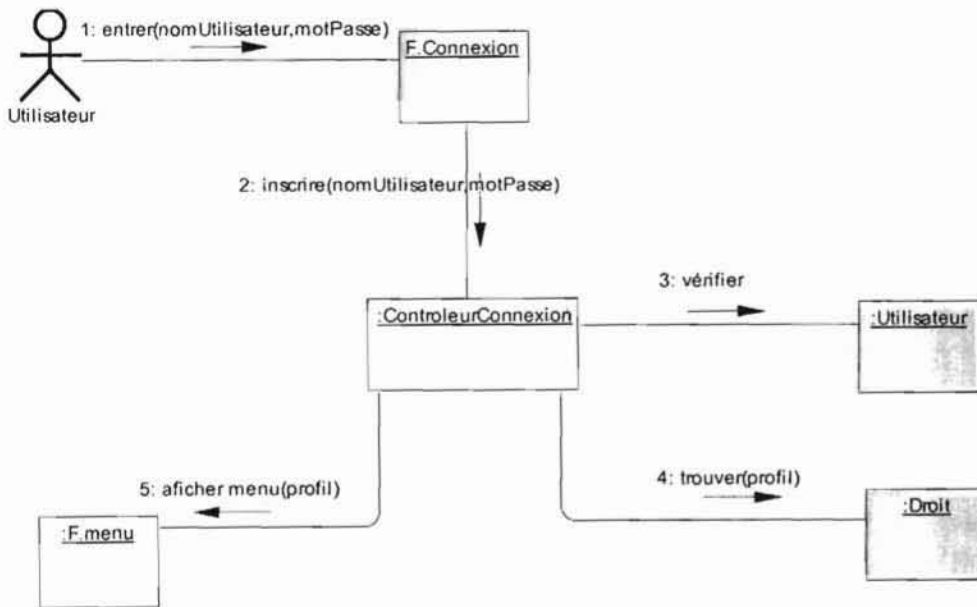 1: entrer(nomUtilisateur,motPasse)
F.Connexion
Utilisateur
2: inscrire(nomUtilisateur,motPasse)
:ControleurConnexion
3: vérifier
:Utilisateur
5: aficher menu(profil)
4: trouver(profil)
:F.menu
:Droit